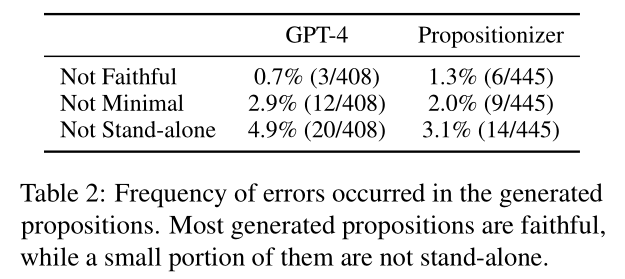 GPT-4 Propositionizer
Not Faithful 0.7% (3/408) 1.3% (6/445)
Not Minimal 2.9% (12/408) 2.0% (9/445)
Not Stand-alone 4.9% (20/408) 3.1% (14/445)
Table 2: Frequency of errors occurred in the generated
propositions. Most generated propositions are faithful,
while a small portion of them are not stand-alone.